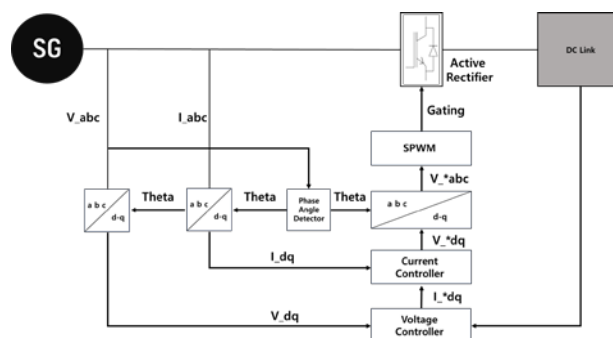 SG
DC Link
Active
Rectifier
V_abc
I_abc
Gating
SPWM
V_*abc
Theta
Theta
Theta
a b c
d-q
a b c
d-q
Phase
Angle
Detector
a b c
d-q
V_*dq
I_dq
Current
Controller
I_*dq
V_dq
Voltage
Controller